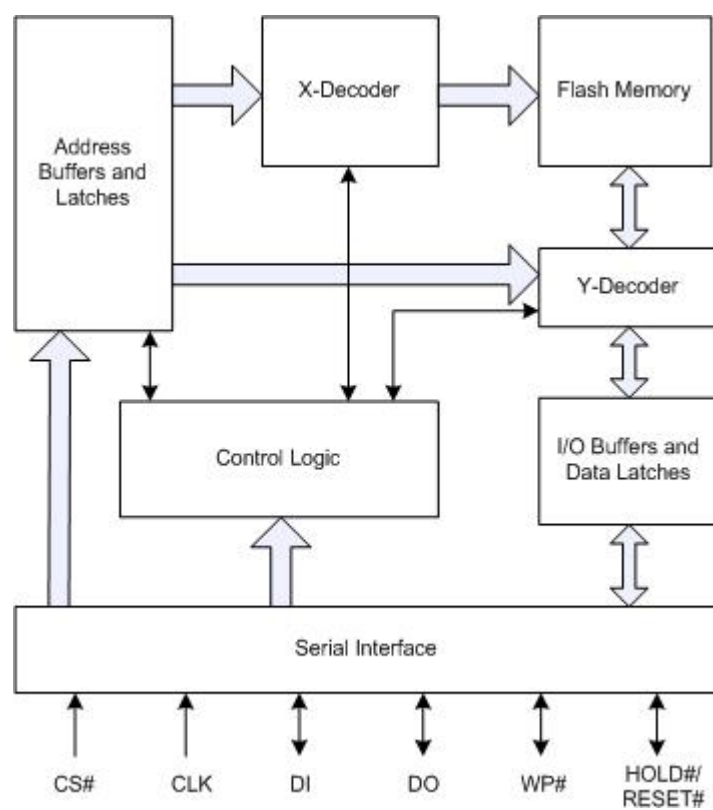 X-Decoder
Flash Memory
Address
Buffers and
Latches
Y-Decoder
Control Logic
I/O Buffers and
Data Latches
Serial Interface
CS#
CLK
DI
DO
WP#
HOLD#/
RESET#